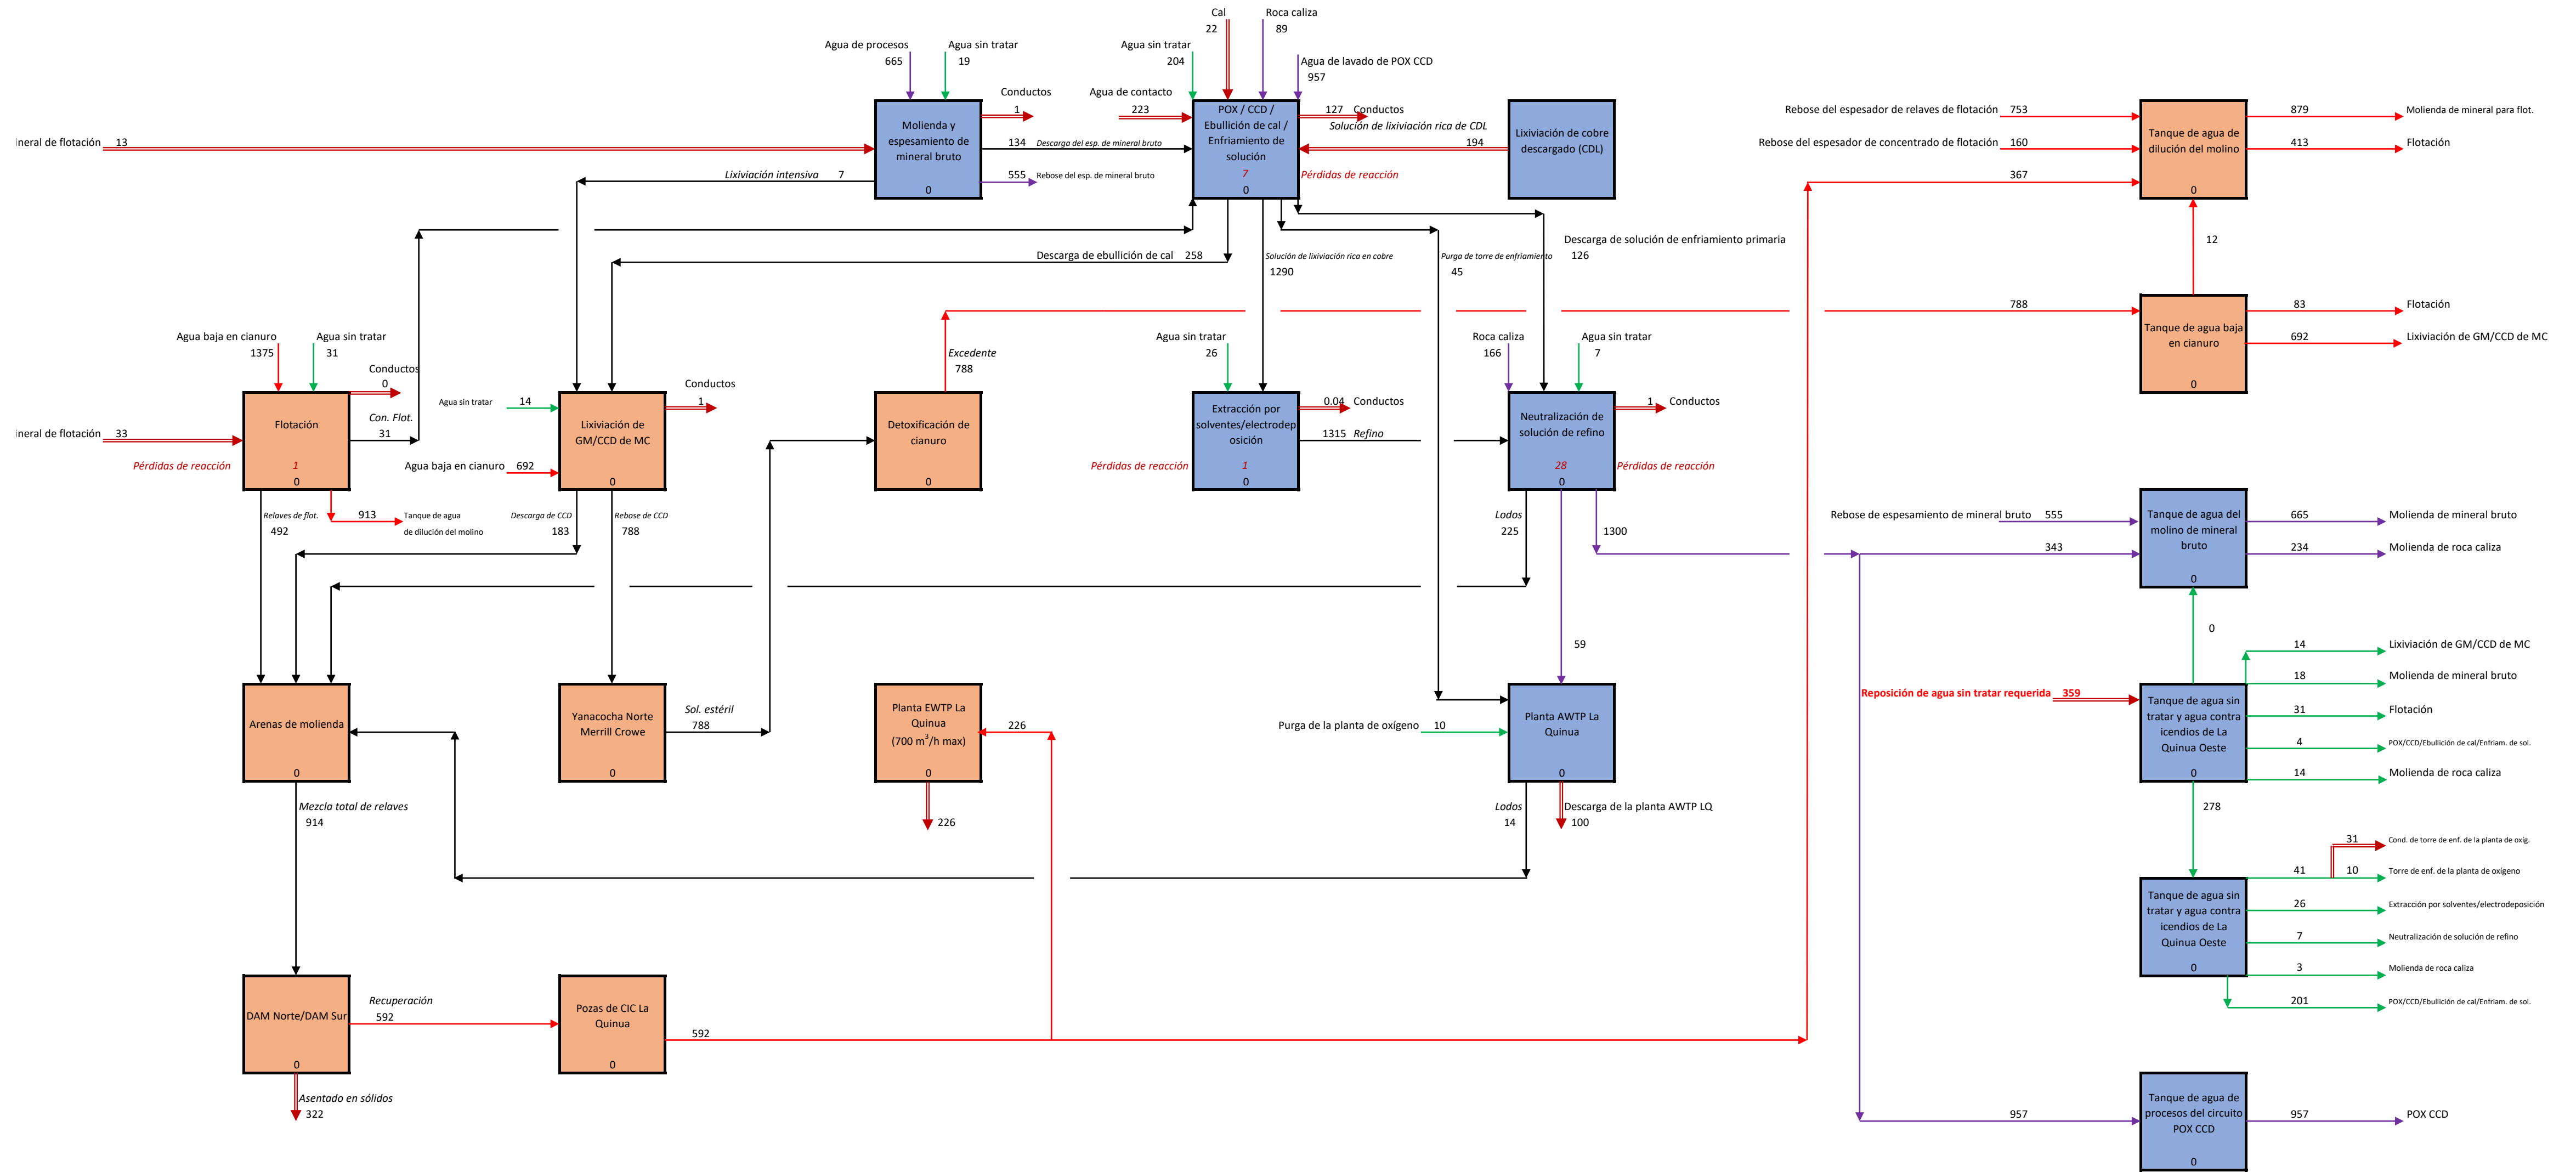 Cal
22
Roca caliza
89
Agua de procesos
665
Agua sin tratar
19
Agua sin tratar
204
Agua de lavado de POX CCD
957
Conductos
1
Agua de contacto
223
ineral de flotación 13
Molienda y
espesamiento de
mineral bruto
0
134 Descarga del esp. de mineral bruto
Lixiviación intensiva 7
555 Rebose del esp. de mineral bruto
POX / CCD /
Ebullición de cal /
Enfriamiento de
solución
7
0
127 Conductos
Solución de lixiviación rica de CDL
194
Pérdidas de reacción
Lixiviación de cobre
descargado (CDL)
Rebose del espesador de relaves de flotación 753
Rebose del espesador de concentrado de flotación 160
367
Tanque de agua de
dilución del molino
0
879 Molienda de mineral para flot.
413 Flotación
12
Descarga de ebullición de cal 258
Solución de lixiviación rica en cobre
1290
Purga de torre de enfriamiento
45
Descarga de solución de enfriamiento primaria
126
788
Tanque de agua baja
en cianuro
0
83 Flotación
692 Lixiviación de GM/CCD de MC
Agua baja en cianuro
1375
Agua sin tratar
31
Conductos
0
Con. Flot.
31
ineral de flotación 33
Flotación
1
0
Pérdidas de reacción
Agua sin tratar 14
Agua baja en cianuro 692
Lixiviación de
GM/CCD de MC
0
Conductos
1
Excedente
788
Detoxificación de
cianuro
0
Agua sin tratar
26
Extracción por
solventes/electrodep
osición
1
0
Pérdidas de reacción
0.04 Conductos
1315 Refino
Roca caliza
166
Agua sin tratar
7
Neutralización de
solución de refino
28
0
1 Conductos
Pérdidas de reacción
Relaves de flot.
492
913 Tanque de agua
de dilución del molino
Descarga de CCD
183
Rebose de CCD
788
Lodos
225
1300
59
Rebose de espesamiento de mineral bruto 555
343
Tanque de agua del
molino de mineral
bruto
0
665 Molienda de mineral bruto
234 Molienda de roca caliza
0
Arenas de molienda
0
Yanacocha Norte
Merrill Crowe
0
Sol. estéril
788
Planta EWTP La
Quinua
(700 m3/h max)
0
226
226
Purga de la planta de oxígeno 10
Planta AWTP La
Quinua
0
Reposición de agua sin tratar requerida 359
Tanque de agua sin
tratar y agua contra
icendios de La
Quinua Oeste
0
14 Lixiviación de GM/CCD de MC
18 Molienda de mineral bruto
31 Flotación
4 POX/CCD/Ebullición de cal/Enfriam. de sol.
14 Molienda de roca caliza
278
Mezcla total de relaves
914
Lodos
14
Descarga de la planta AWTP LQ
100
Tanque de agua sin
tratar y agua contra
icendios de La
Quinua Oeste
0
31 Cond. de torre de enf. de la planta de oxig.
41 10 Torre de enf. de la planta de oxigeno
26 Extracción por solventes/electrodeposición
7 Neutralización de solución de refino
3 Molienda de roca caliza
201 POX/CCD/Ebullición de cal/Enfriam. de sol.
DAM Norte/DAM Sur
0
Recuperación
592
Pozas de CIC La
Quinua
0
592
Asentado en sólidos
322
957
Tanque de agua de
procesos del circuito
POX CCD
0
957 POX CCD